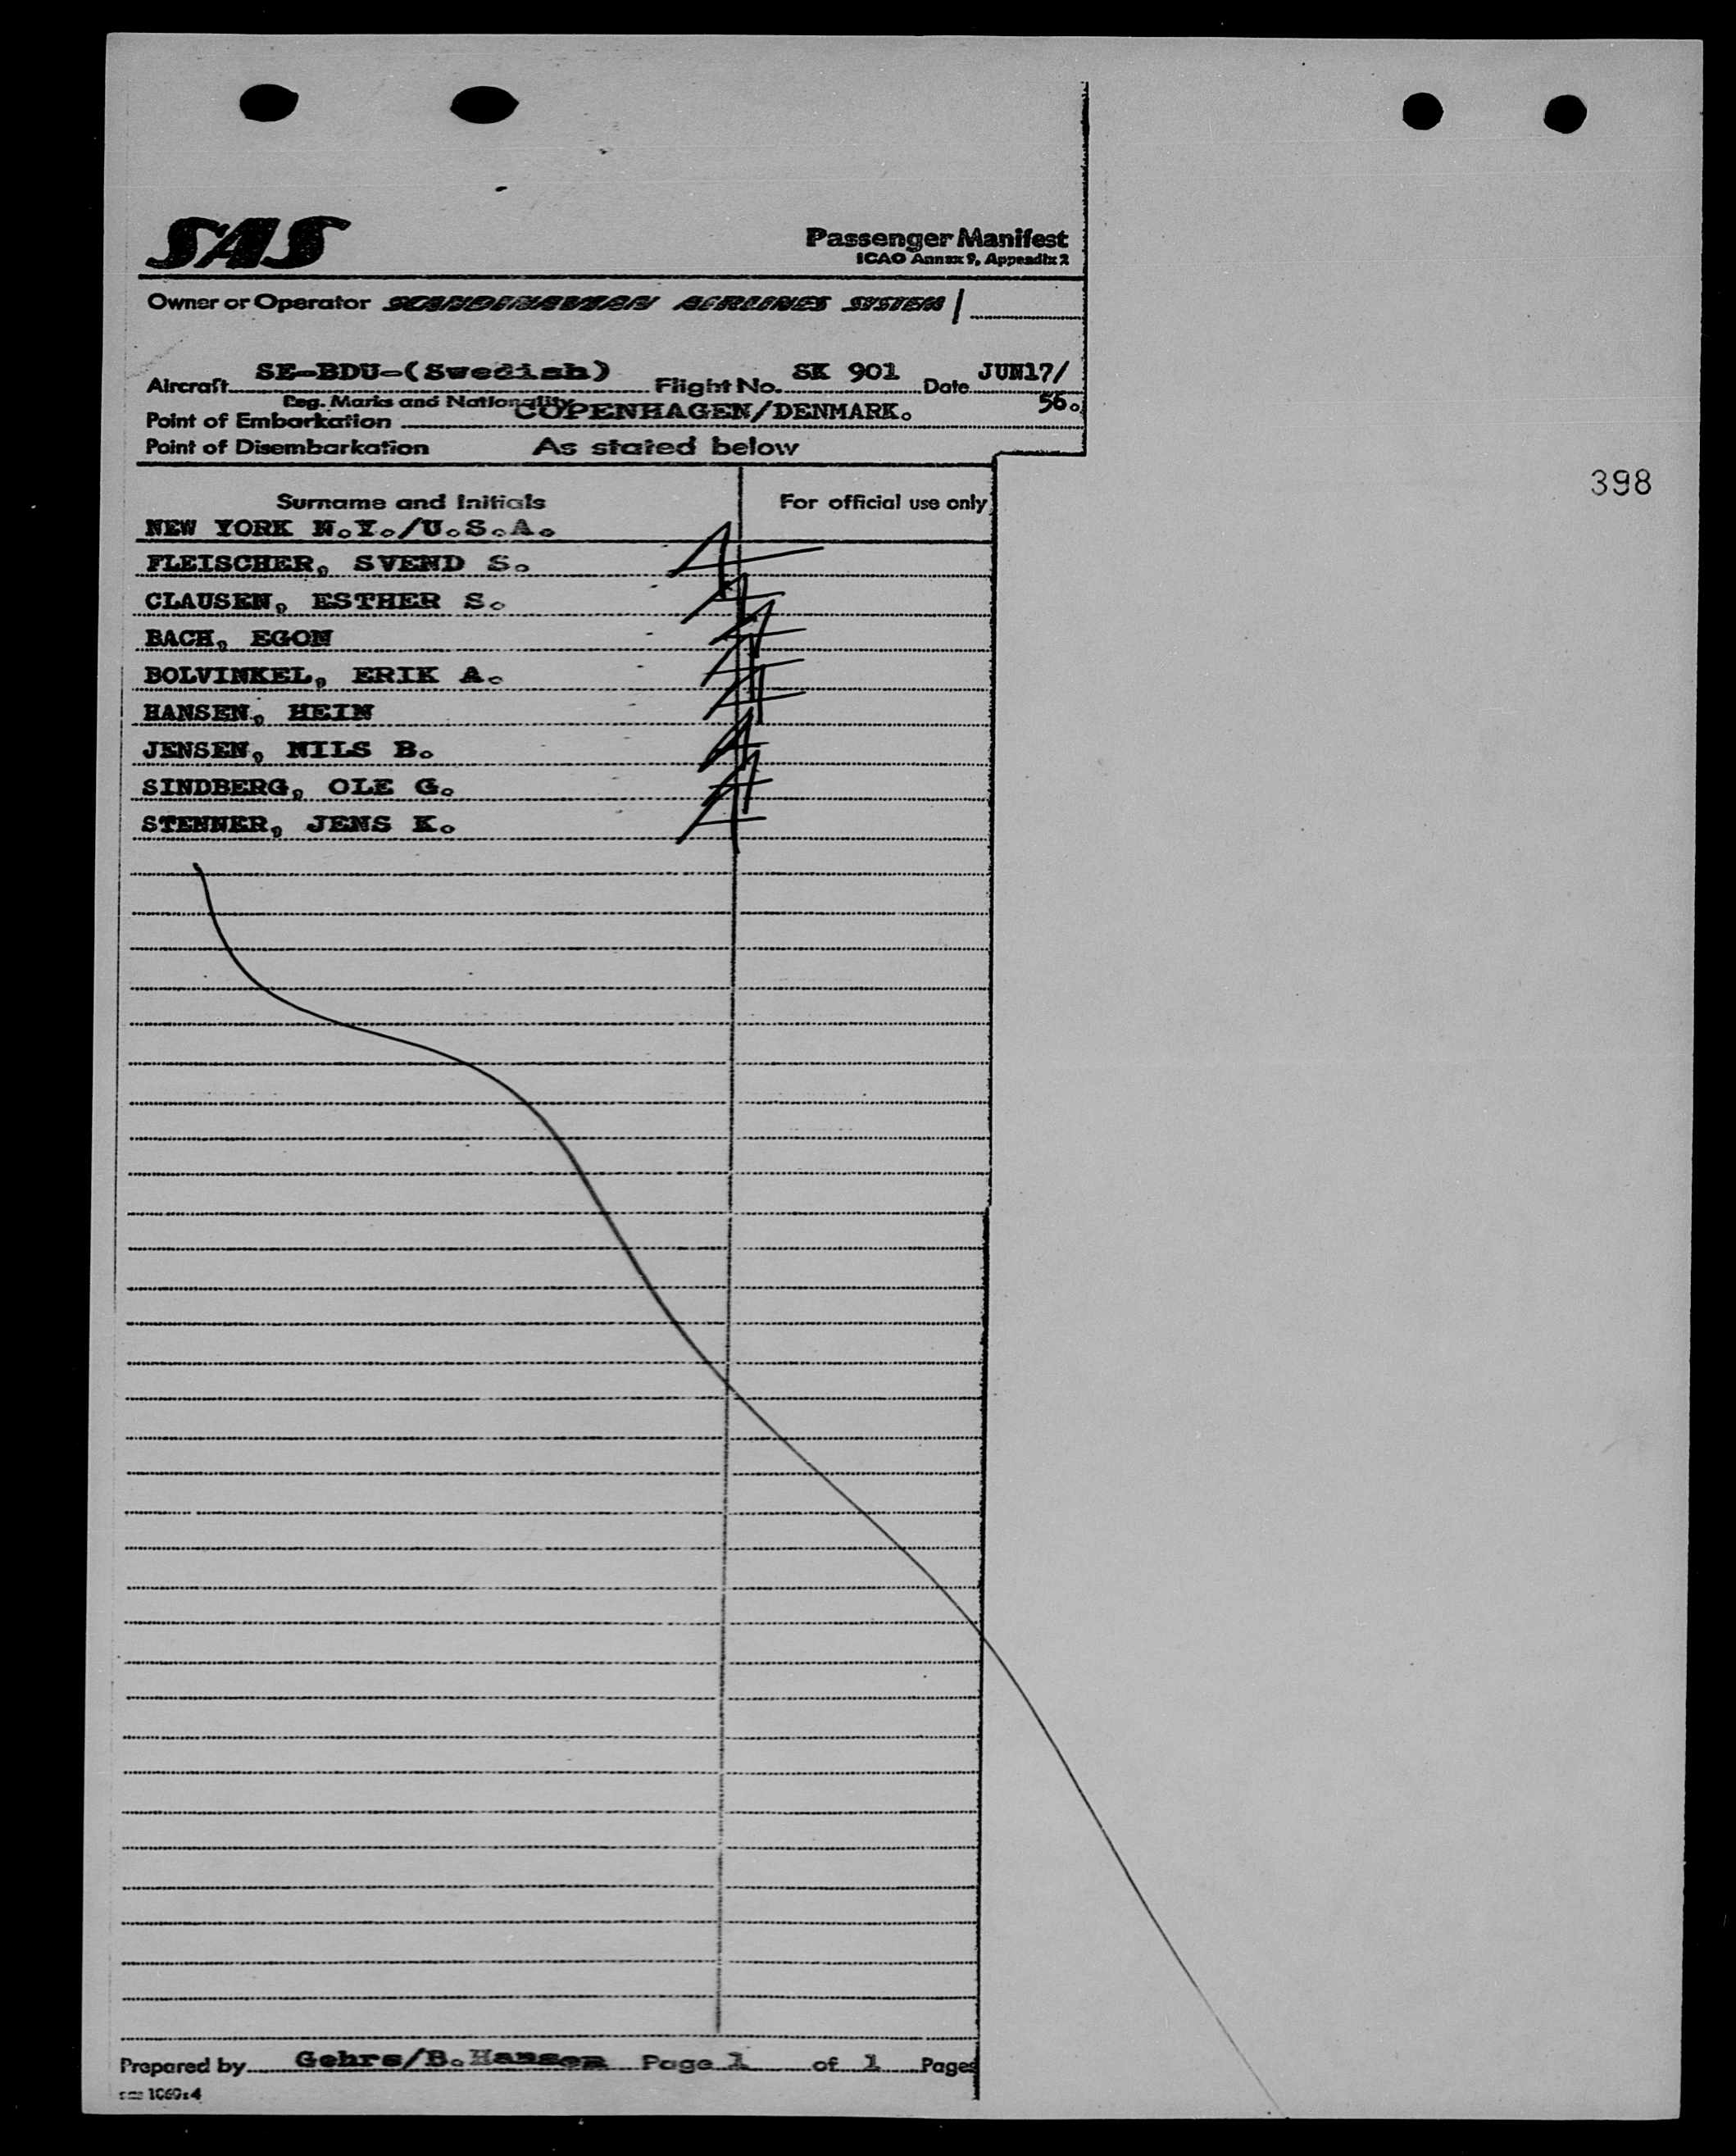 SAS
Passenger Manifest
ICAO Annex 9, Appendix 2
Owner or Operator SCANDINAVIAN AIRLINES SYSTEM
Aircraft SE-BDU-(Swedish) Flight No. SK 901 Date JUN17/56.
Reg. Marks and Nationality
Point of Embarkation COPENHAGEN/DENMARK.
Point of Disembarkation As stated below
398
Surname and Initials For official use only
NEW YORK N.Y./U.S.A.
FLEISCHER, SVEND S.
CLAUSEN, ESTHER S.
BACH, EGON
BOLVINKEL, ERIK A.
HANSEN, HEIN
JENSEN, NILS B.
SINDBERG, OLE G.
STENNER, JENS K.
Prepared by Gehrs/B. Hansen Page 1 of 1 Pages
sas 1060:4